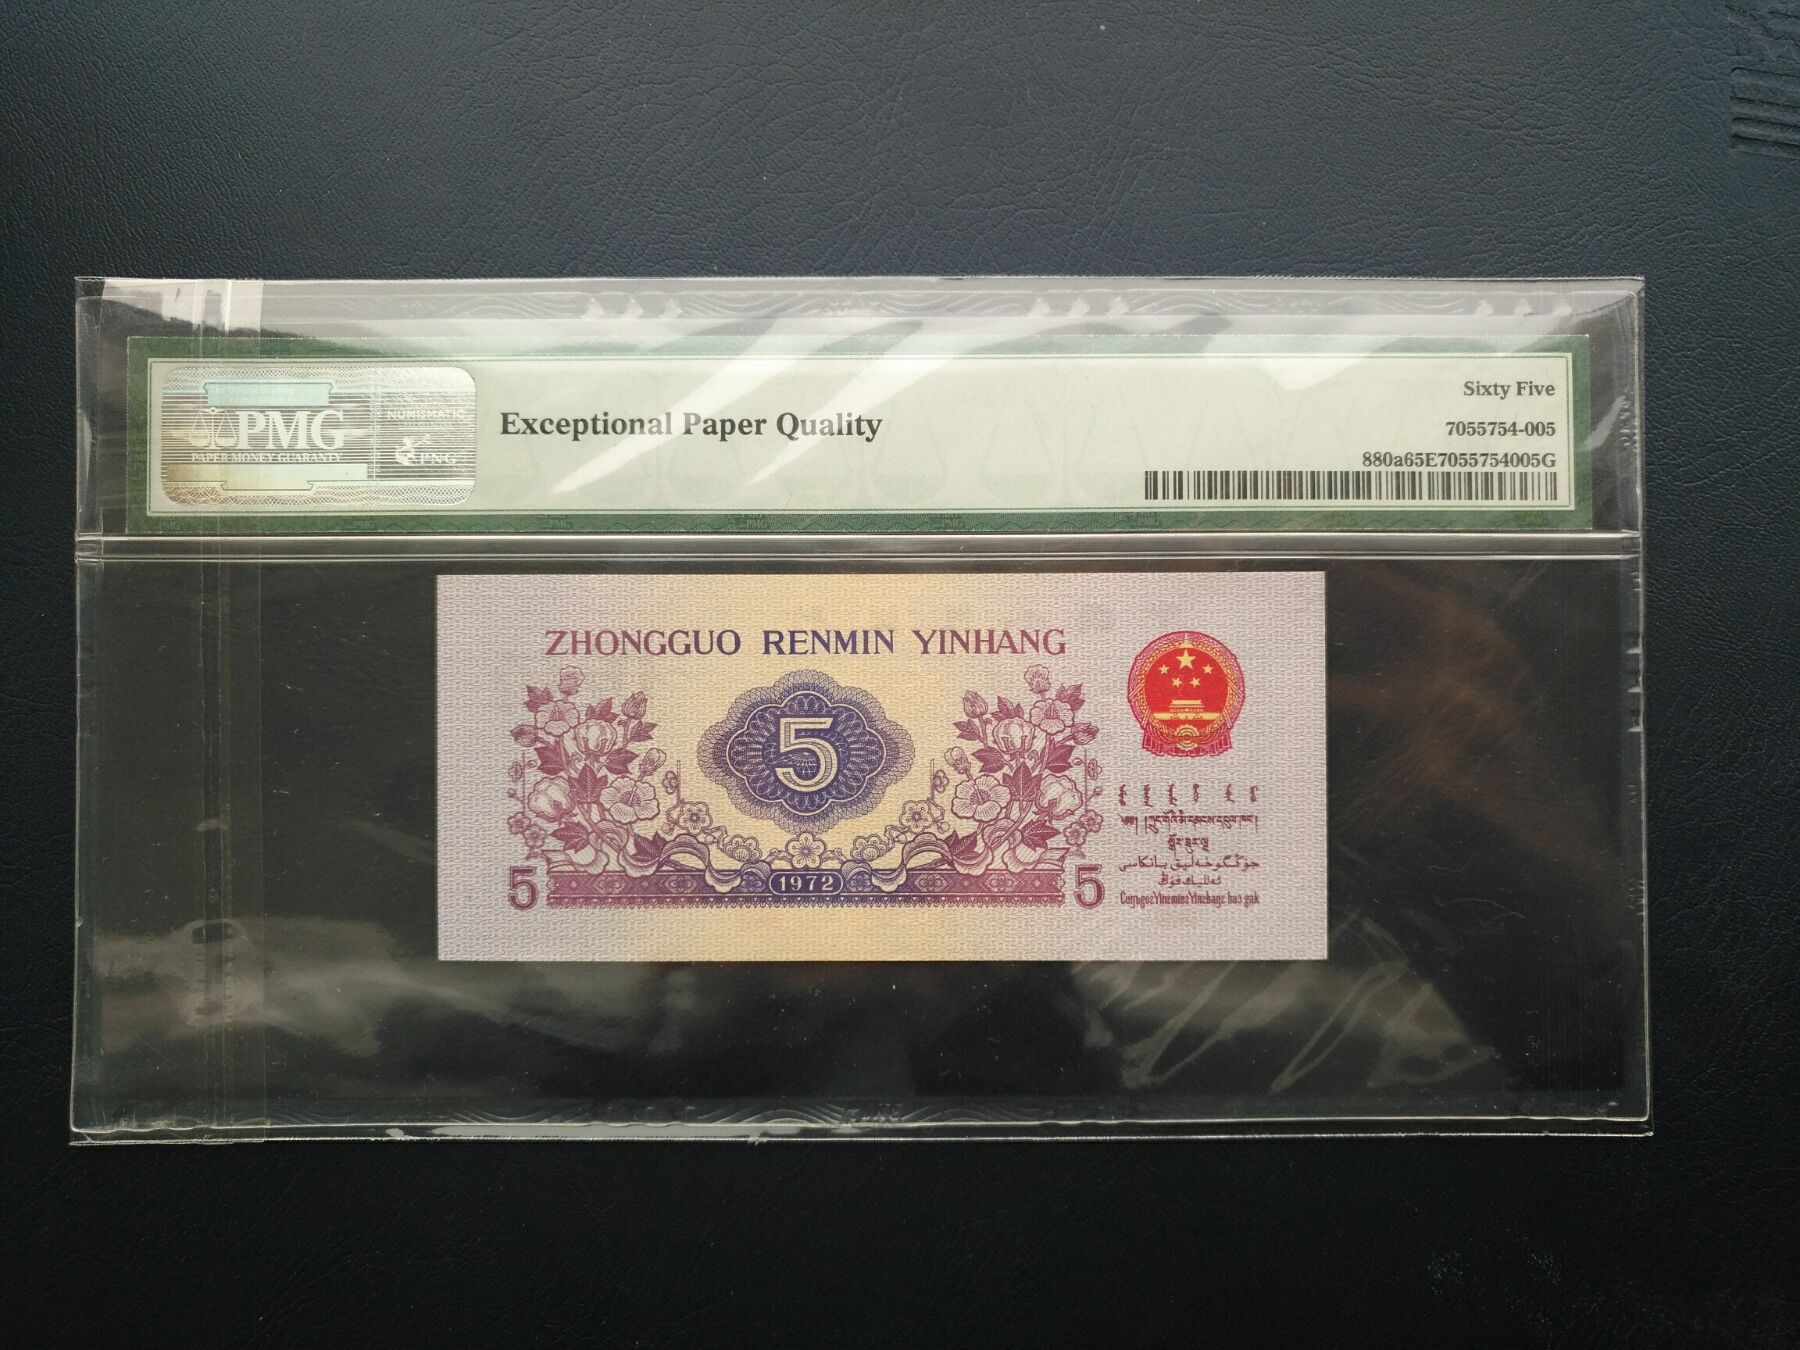 PMG
PAPER MONEY GUARANTY
NUMISMATIC
Exceptional Paper Quality
Sixty Five
7055754-005
880a65E7055754005G
ZHONGGUO RENMIN YINHANG
5
5
1972
5